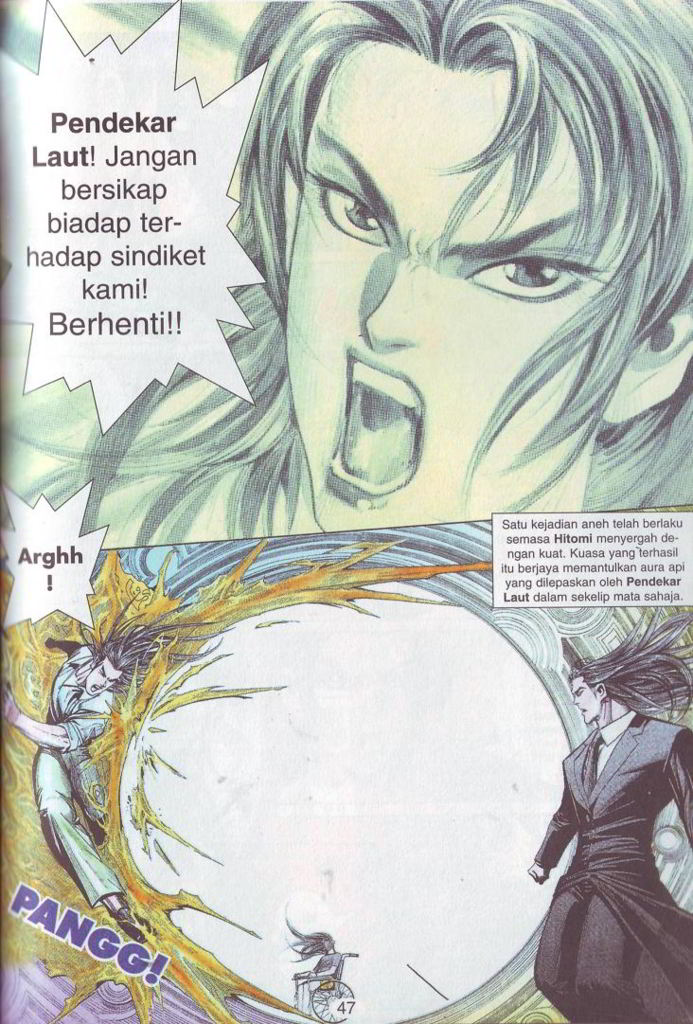 Pendekar
Laut! Jangan
bersikap
biadap ter-
hadap sindiket
kami!
Berhenti!!
Satu kejadian aneh telah berlaku
semasa Hitomi menyergah de-
ngan kuat. Kuasa yang terhasil
itu berjaya memantulkan aura api
yang dilepaskan oleh Pendekar
Laut dalam sekelip mata sahaja.
Arghh
!
PANGG!
47